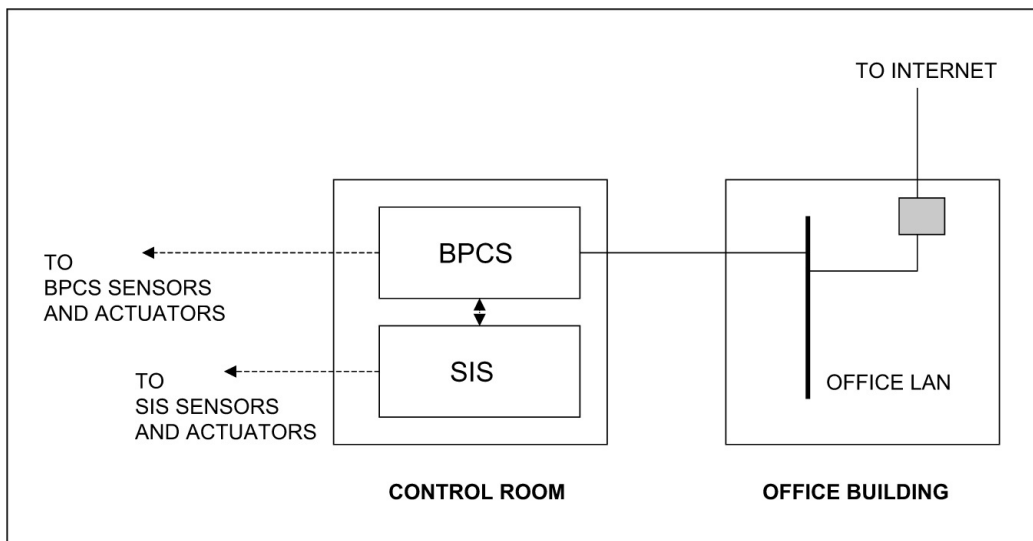 TO INTERNET
BPCS
TO
BPCS SENSORS
AND ACTUATORS
SIS
TO
SIS SENSORS
AND ACTUATORS
OFFICE LAN
CONTROL ROOM
OFFICE BUILDING